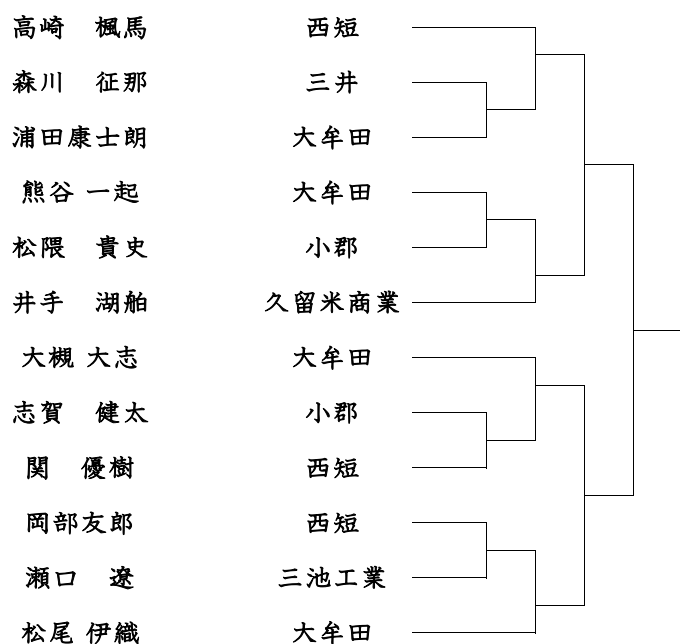 高崎　楓馬 西短
森川　征那 三井
浦田康士朗 大牟田
熊谷 一起 大牟田
松隈　貴史 小郡
井手　湖舶 久留米商業
大槻 大志 大牟田
志賀　健太 小郡
関　優樹 西短
岡部友郎 西短
瀬口　遼 三池工業
松尾 伊織 大牟田